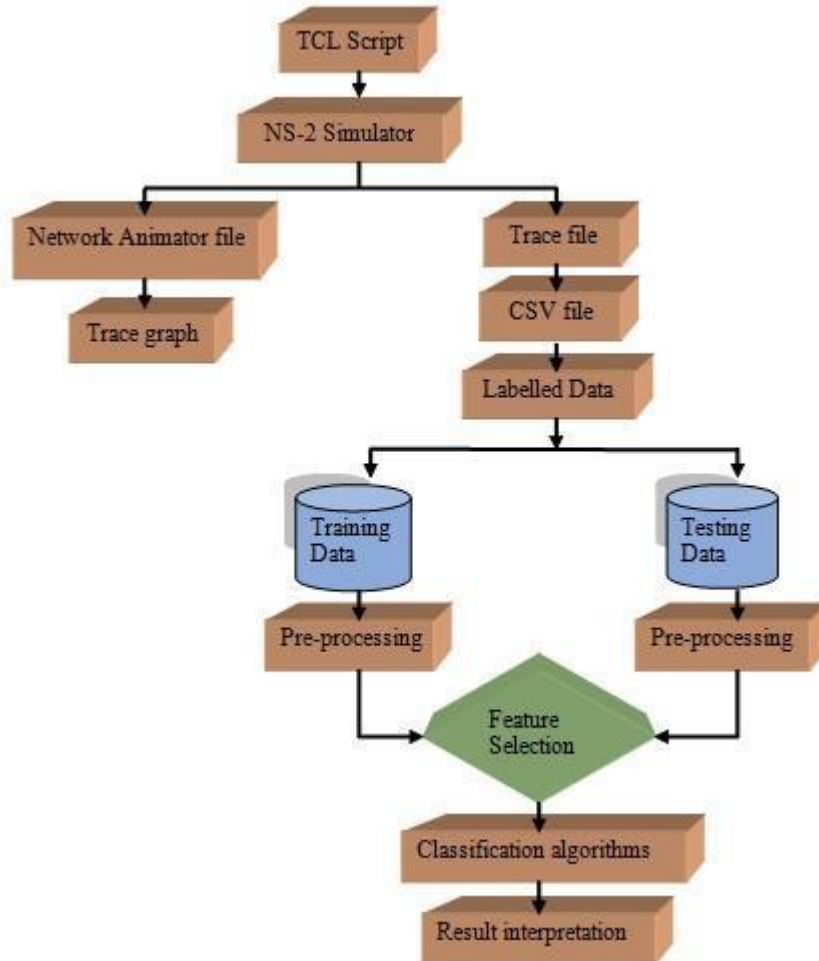 TCL Script
NS-2 Simulator
Network Animator file
Trace file
Trace graph
CSV file
Labelled Data
Training
Data
Testing
Data
Pre-processing
Pre-processing
Feature
Selection
Classification algorithms
Result interpretation